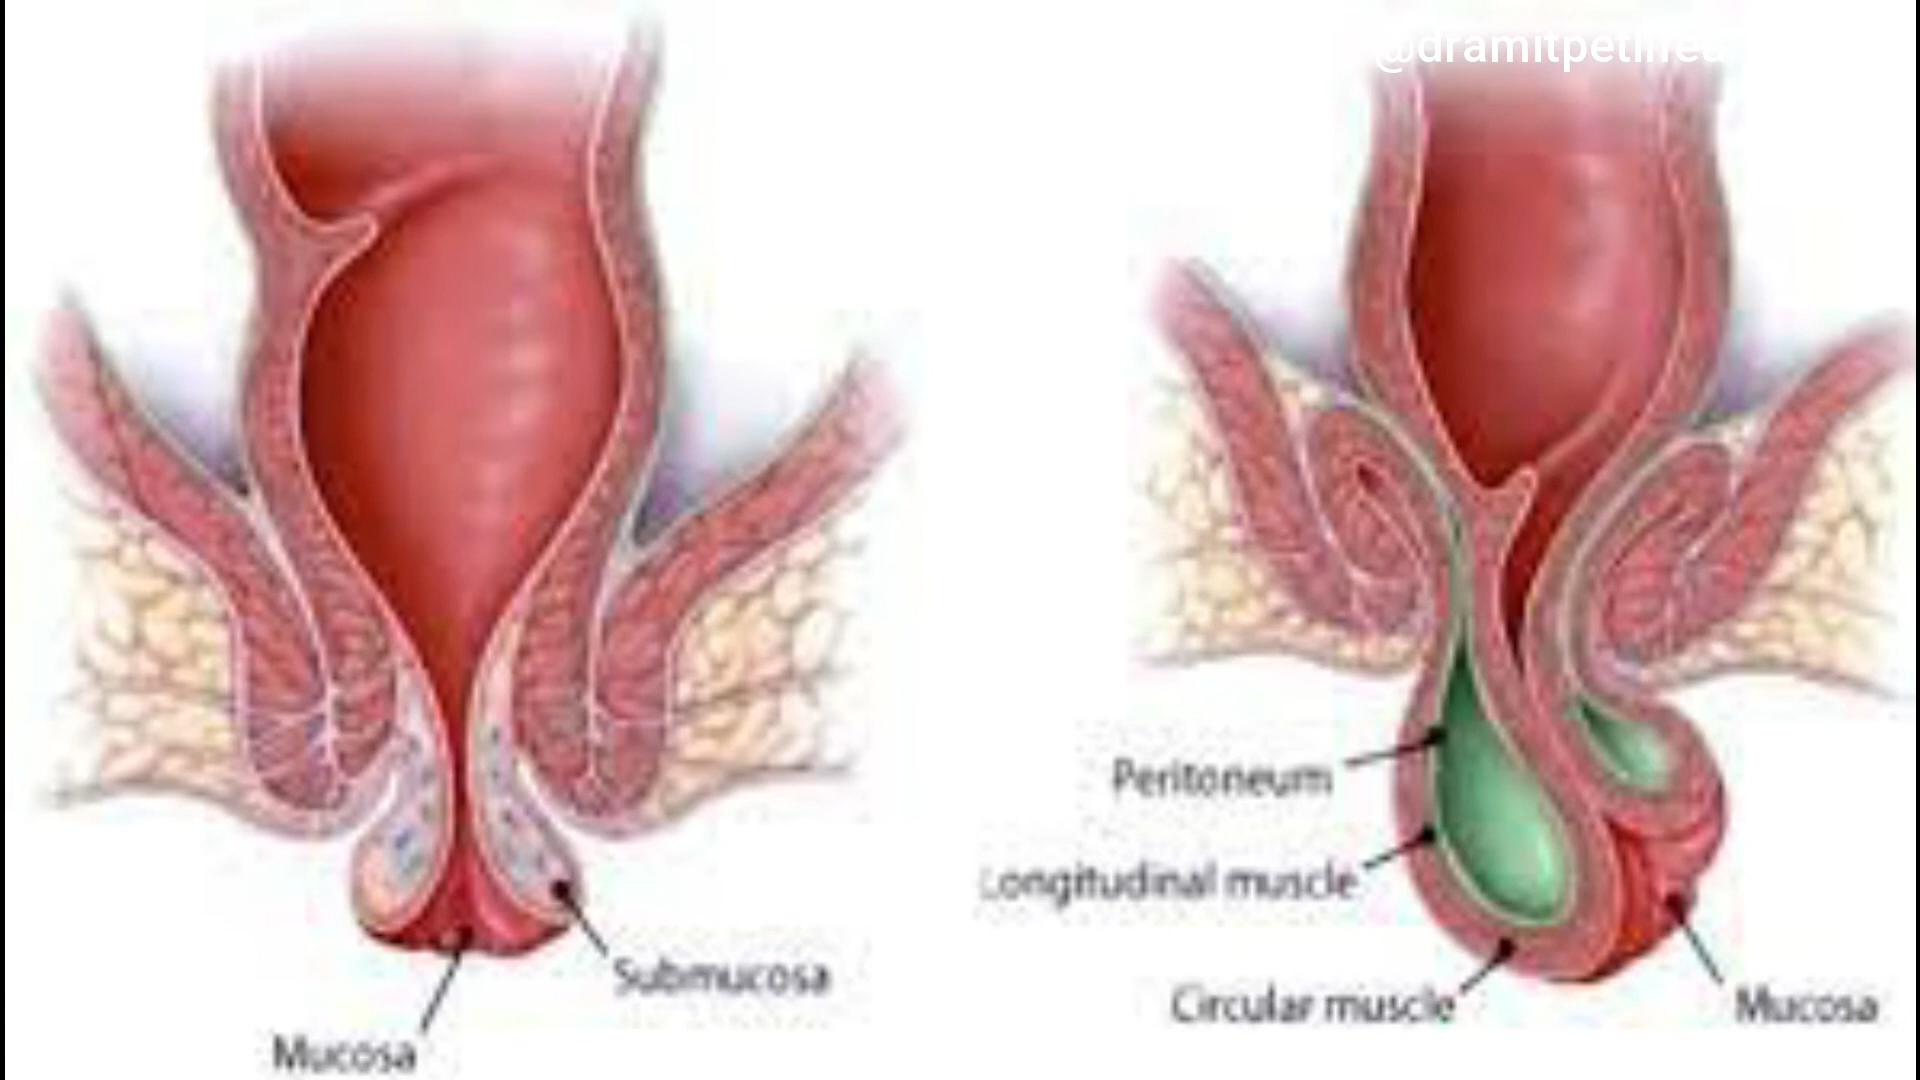 Peritoneum
Longitudinal muscle
Submucosa
Circular muscle
Mucosa
Mucosa